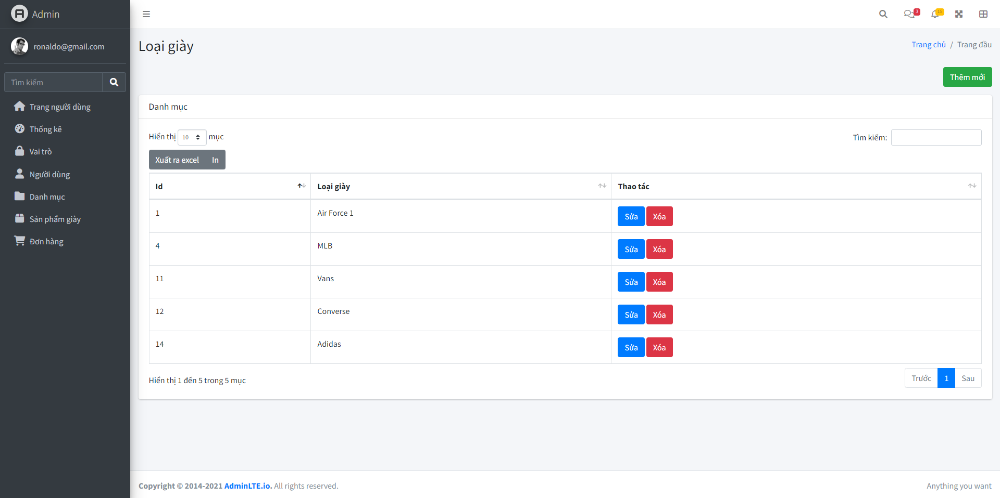 Admin
3
15
ronaldo@gmail.com
Tìm kiếm
Trang người dùng
Thống kê
Vai trò
Người dùng
Danh mục
Sản phẩm giày
Đơn hàng
Loại giày
Trang chủ / Trang đầu
Thêm mới
Danh mục
Hiển thị 10 mục
Tìm kiếm:
Xuất ra excel In
Id Loại giày Thao tác
1 Air Force 1 Sửa Xóa
4 MLB Sửa Xóa
11 Vans Sửa Xóa
12 Converse Sửa Xóa
14 Adidas Sửa Xóa
Hiển thị 1 đến 5 trong 5 mục
Trước 1 Sau
Copyright © 2014-2021 AdminLTE.io. All rights reserved.
Anything you want